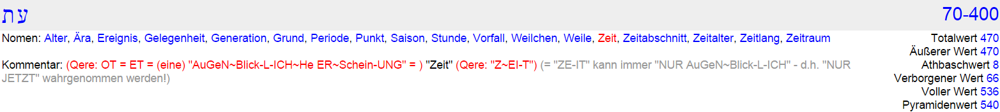 עת 70-400
Nomen: Alter, Ära, Ereignis, Gelegenheit, Generation, Grund, Periode, Punkt, Saison, Stunde, Vorfall, Weilchen, Weile, Zeit, Zeitabschnitt, Zeitalter, Zeitlang, Zeitraum
Kommentar: (Qere: OT = ET = (eine) "AuGeN~Blick-L-ICH~He ER~Schein-UNG" = ) "Zeit" (Qere: "Z~EI-T") (= "ZE-IT" kann immer "NUR AuGeN~Blick-L-ICH" - d.h. "NUR
JETZT" wahrgenommen werden!)
Totalwert 470
Äußerer Wert 470
Athbaschwert 8
Verborgener Wert 66
Voller Wert 536
Pyramidenwert 540